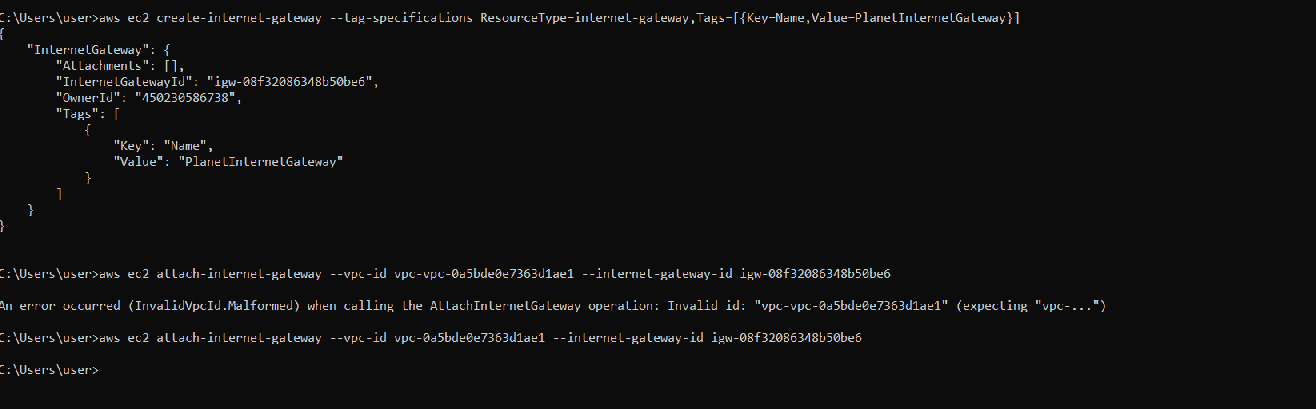 C:\Users\user>aws ec2 create-internet-gateway --tag-specifications ResourceType=internet-gateway,Tags=[{Key=Name,Value=PlanetInternetGateway}]
{
    "InternetGateway": {
        "Attachments": [],
        "InternetGatewayId": "igw-08f32086348b50be6",
        "OwnerId": "450230586738",
        "Tags": [
            {
                "Key": "Name",
                "Value": "PlanetInternetGateway"
            }
        ]
    }
}
C:\Users\user>aws ec2 attach-internet-gateway --vpc-id vpc-vpc-0a5bde0e7363d1ae1 --internet-gateway-id igw-08f32086348b50be6
An error occurred (InvalidVpcId.Malformed) when calling the AttachInternetGateway operation: Invalid id: "vpc-vpc-0a5bde0e7363d1ae1" (expecting "vpc-...")
C:\Users\user>aws ec2 attach-internet-gateway --vpc-id vpc-0a5bde0e7363d1ae1 --internet-gateway-id igw-08f32086348b50be6
C:\Users\user>